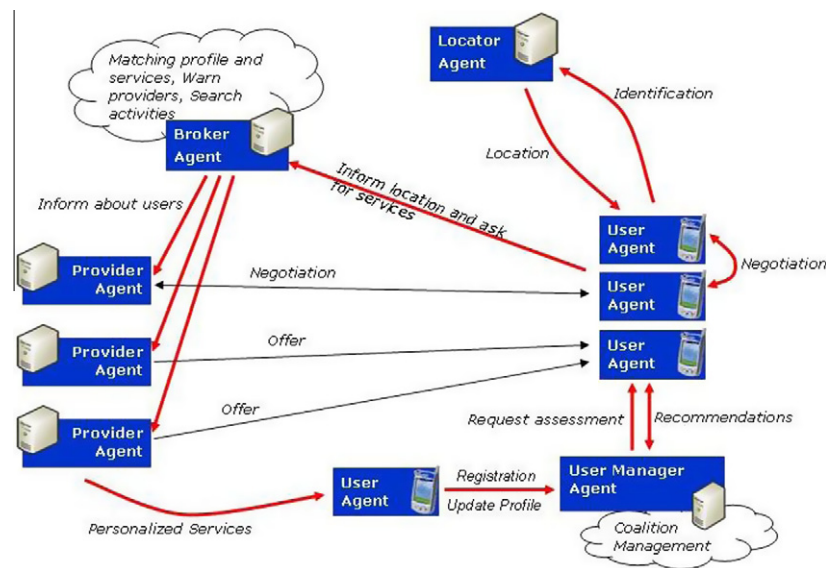 Matching profile and
services, Warn
providers, Search
activities
Broker
Agent
Locator
Agent
Identification
Location
Inform location and ask
for services
Inform about users
User
Agent
Negotiation
Provider
Agent
Negotiation
User
Agent
Provider
Agent
Offer
User
Agent
Offer
Provider
Agent
Request assessment
Recommendations
Personalized Services
User
Agent
Registration
Update Profile
User Manager
Agent
Coalition
Management